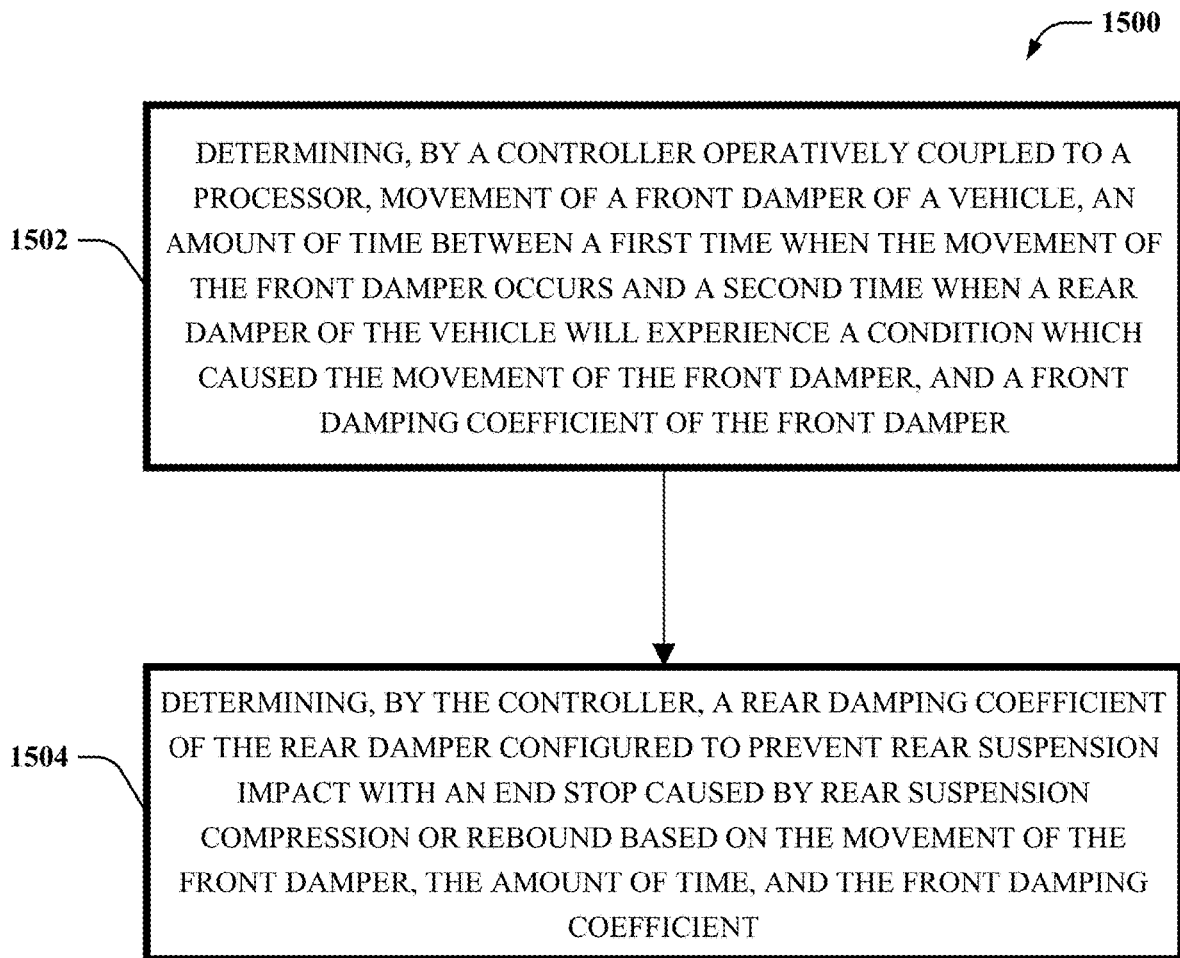 1500
1502
DETERMINING, BY A CONTROLLER OPERATIVELY COUPLED TO A
PROCESSOR, MOVEMENT OF A FRONT DAMPER OF A VEHICLE, AN
AMOUNT OF TIME BETWEEN A FIRST TIME WHEN THE MOVEMENT OF
THE FRONT DAMPER OCCURS AND A SECOND TIME WHEN A REAR
DAMPER OF THE VEHICLE WILL EXPERIENCE A CONDITION WHICH
CAUSED THE MOVEMENT OF THE FRONT DAMPER, AND A FRONT
DAMPING COEFFICIENT OF THE FRONT DAMPER
1504
DETERMINING, BY THE CONTROLLER, A REAR DAMPING COEFFICIENT
OF THE REAR DAMPER CONFIGURED TO PREVENT REAR SUSPENSION
IMPACT WITH AN END STOP CAUSED BY REAR SUSPENSION
COMPRESSION OR REBOUND BASED ON THE MOVEMENT OF THE
FRONT DAMPER, THE AMOUNT OF TIME, AND THE FRONT DAMPING
COEFFICIENT